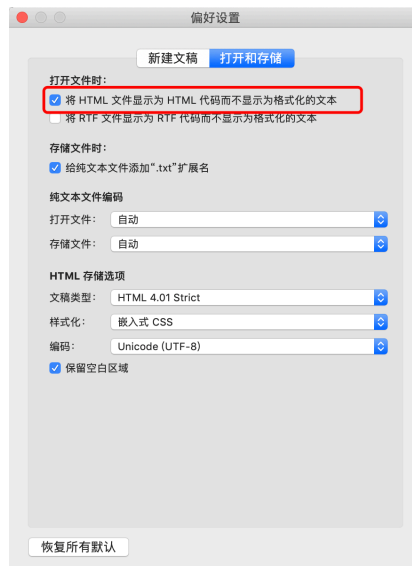 偏好设置
新建文稿 打开和存储
打开文件时:
将 HTML 文件显示为 HTML 代码而不显示为格式化的文本
将 RTF 文件显示为 RTF 代码而不显示为格式化的文本
存储文件时:
给纯文本文件添加“.txt”扩展名
纯文本文件编码
打开文件: 自动
存储文件: 自动
HTML 存储选项
文稿类型: HTML 4.01 Strict
样式化: 嵌入式 CSS
编码: Unicode (UTF-8)
保留空白区域
恢复所有默认